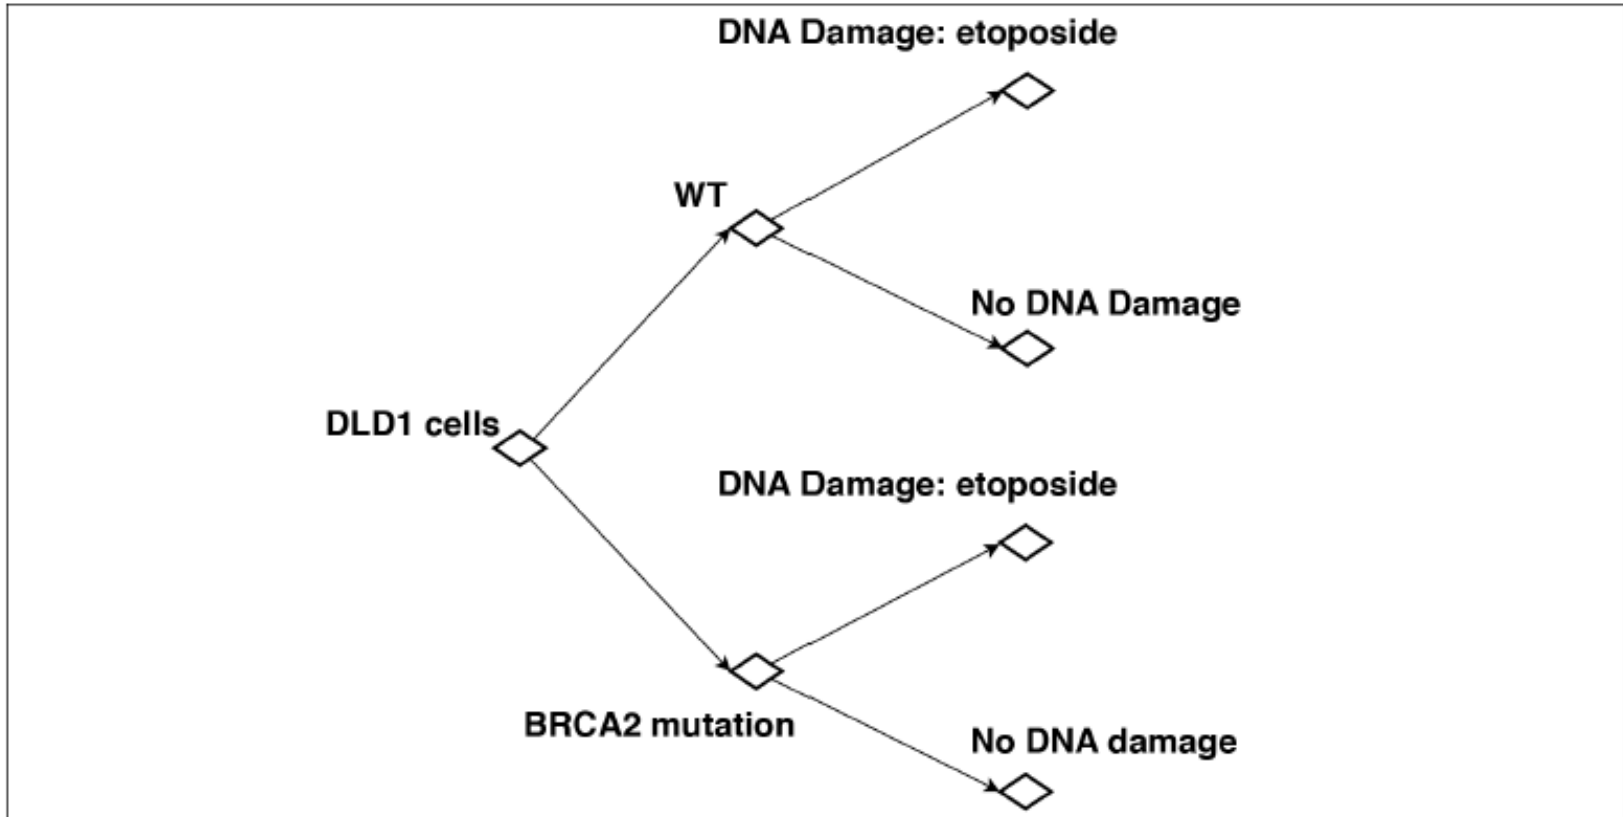 DNA Damage: etoposide
WT
No DNA Damage
DLD1 cells
DNA Damage: etoposide
BRCA2 mutation
No DNA damage